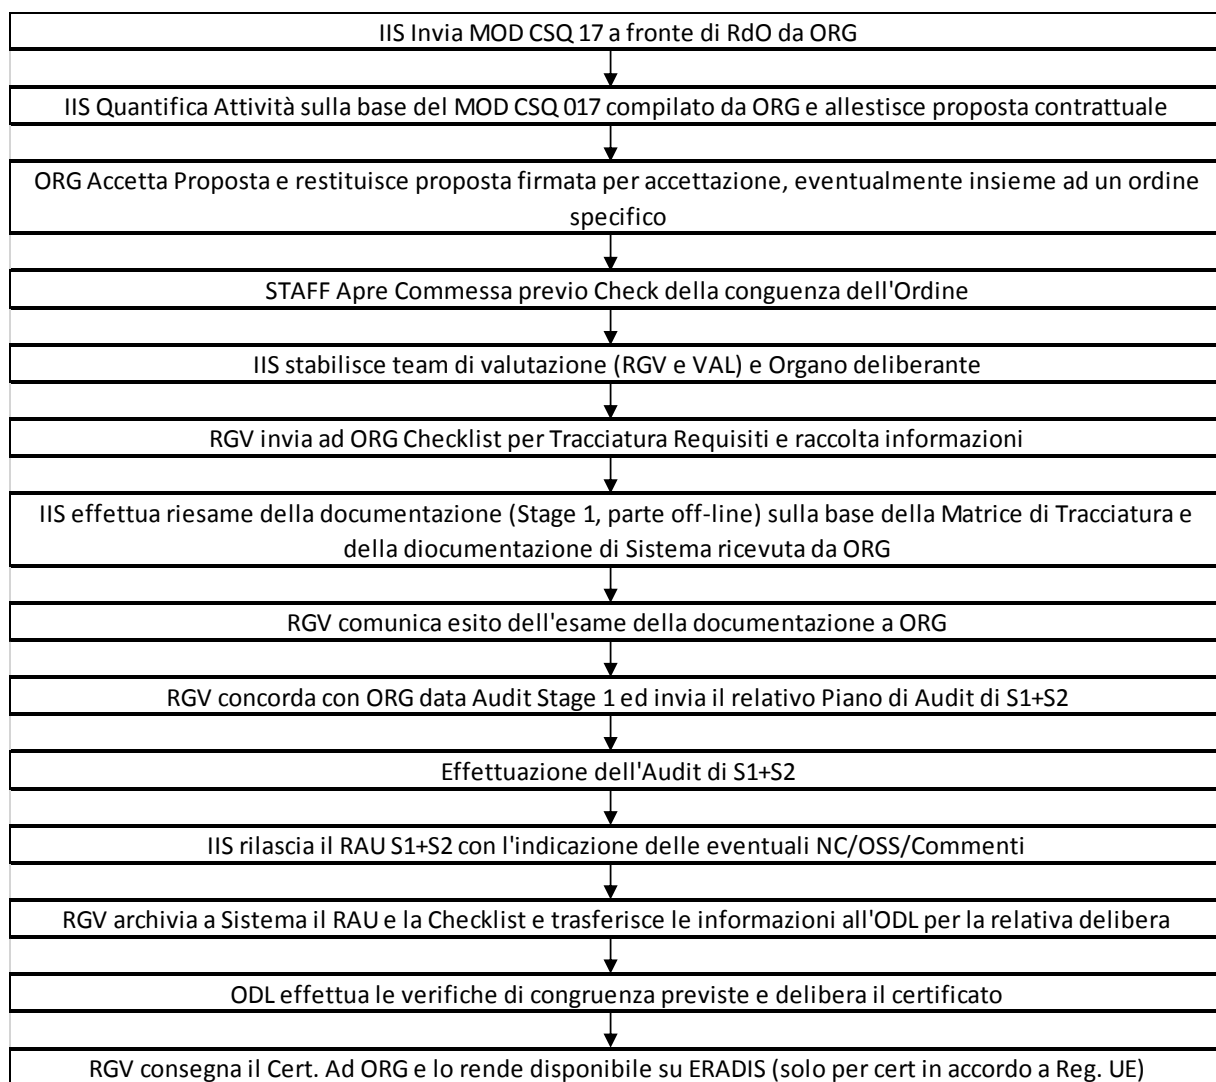 IIS Invia MOD CSQ 17 a fronte di RdO da ORG
IIS Quantifica Attività sulla base del MOD CSQ 017 compilato da ORG e allestisce proposta contrattuale
ORG Accetta Proposta e restituisce proposta firmata per accettazione, eventualmente insieme ad un ordine
specifico
STAFF Apre Commessa previo Check della conguenza dell'Ordine
IIS stabilisce team di valutazione (RGV e VAL) e Organo deliberante
RGV invia ad ORG Checklist per Tracciatura Requisiti e raccolta informazioni
IIS effettua riesame della documentazione (Stage 1, parte off-line) sulla base della Matrice di Tracciatura e
della diocumentazione di Sistema ricevuta da ORG
RGV comunica esito dell'esame della documentazione a ORG
RGV concorda con ORG data Audit Stage 1 ed invia il relativo Piano di Audit di S1+S2
Effettuazione dell'Audit di S1+S2
IIS rilascia il RAU S1+S2 con l'indicazione delle eventuali NC/OSS/Commenti
RGV archivia a Sistema il RAU e la Checklist e trasferisce le informazioni all'ODL per la relativa delibera
ODL effettua le verifiche di congruenza previste e delibera il certificato
RGV consegna il Cert. Ad ORG e lo rende disponibile su ERADIS (solo per cert in accordo a Reg. UE)